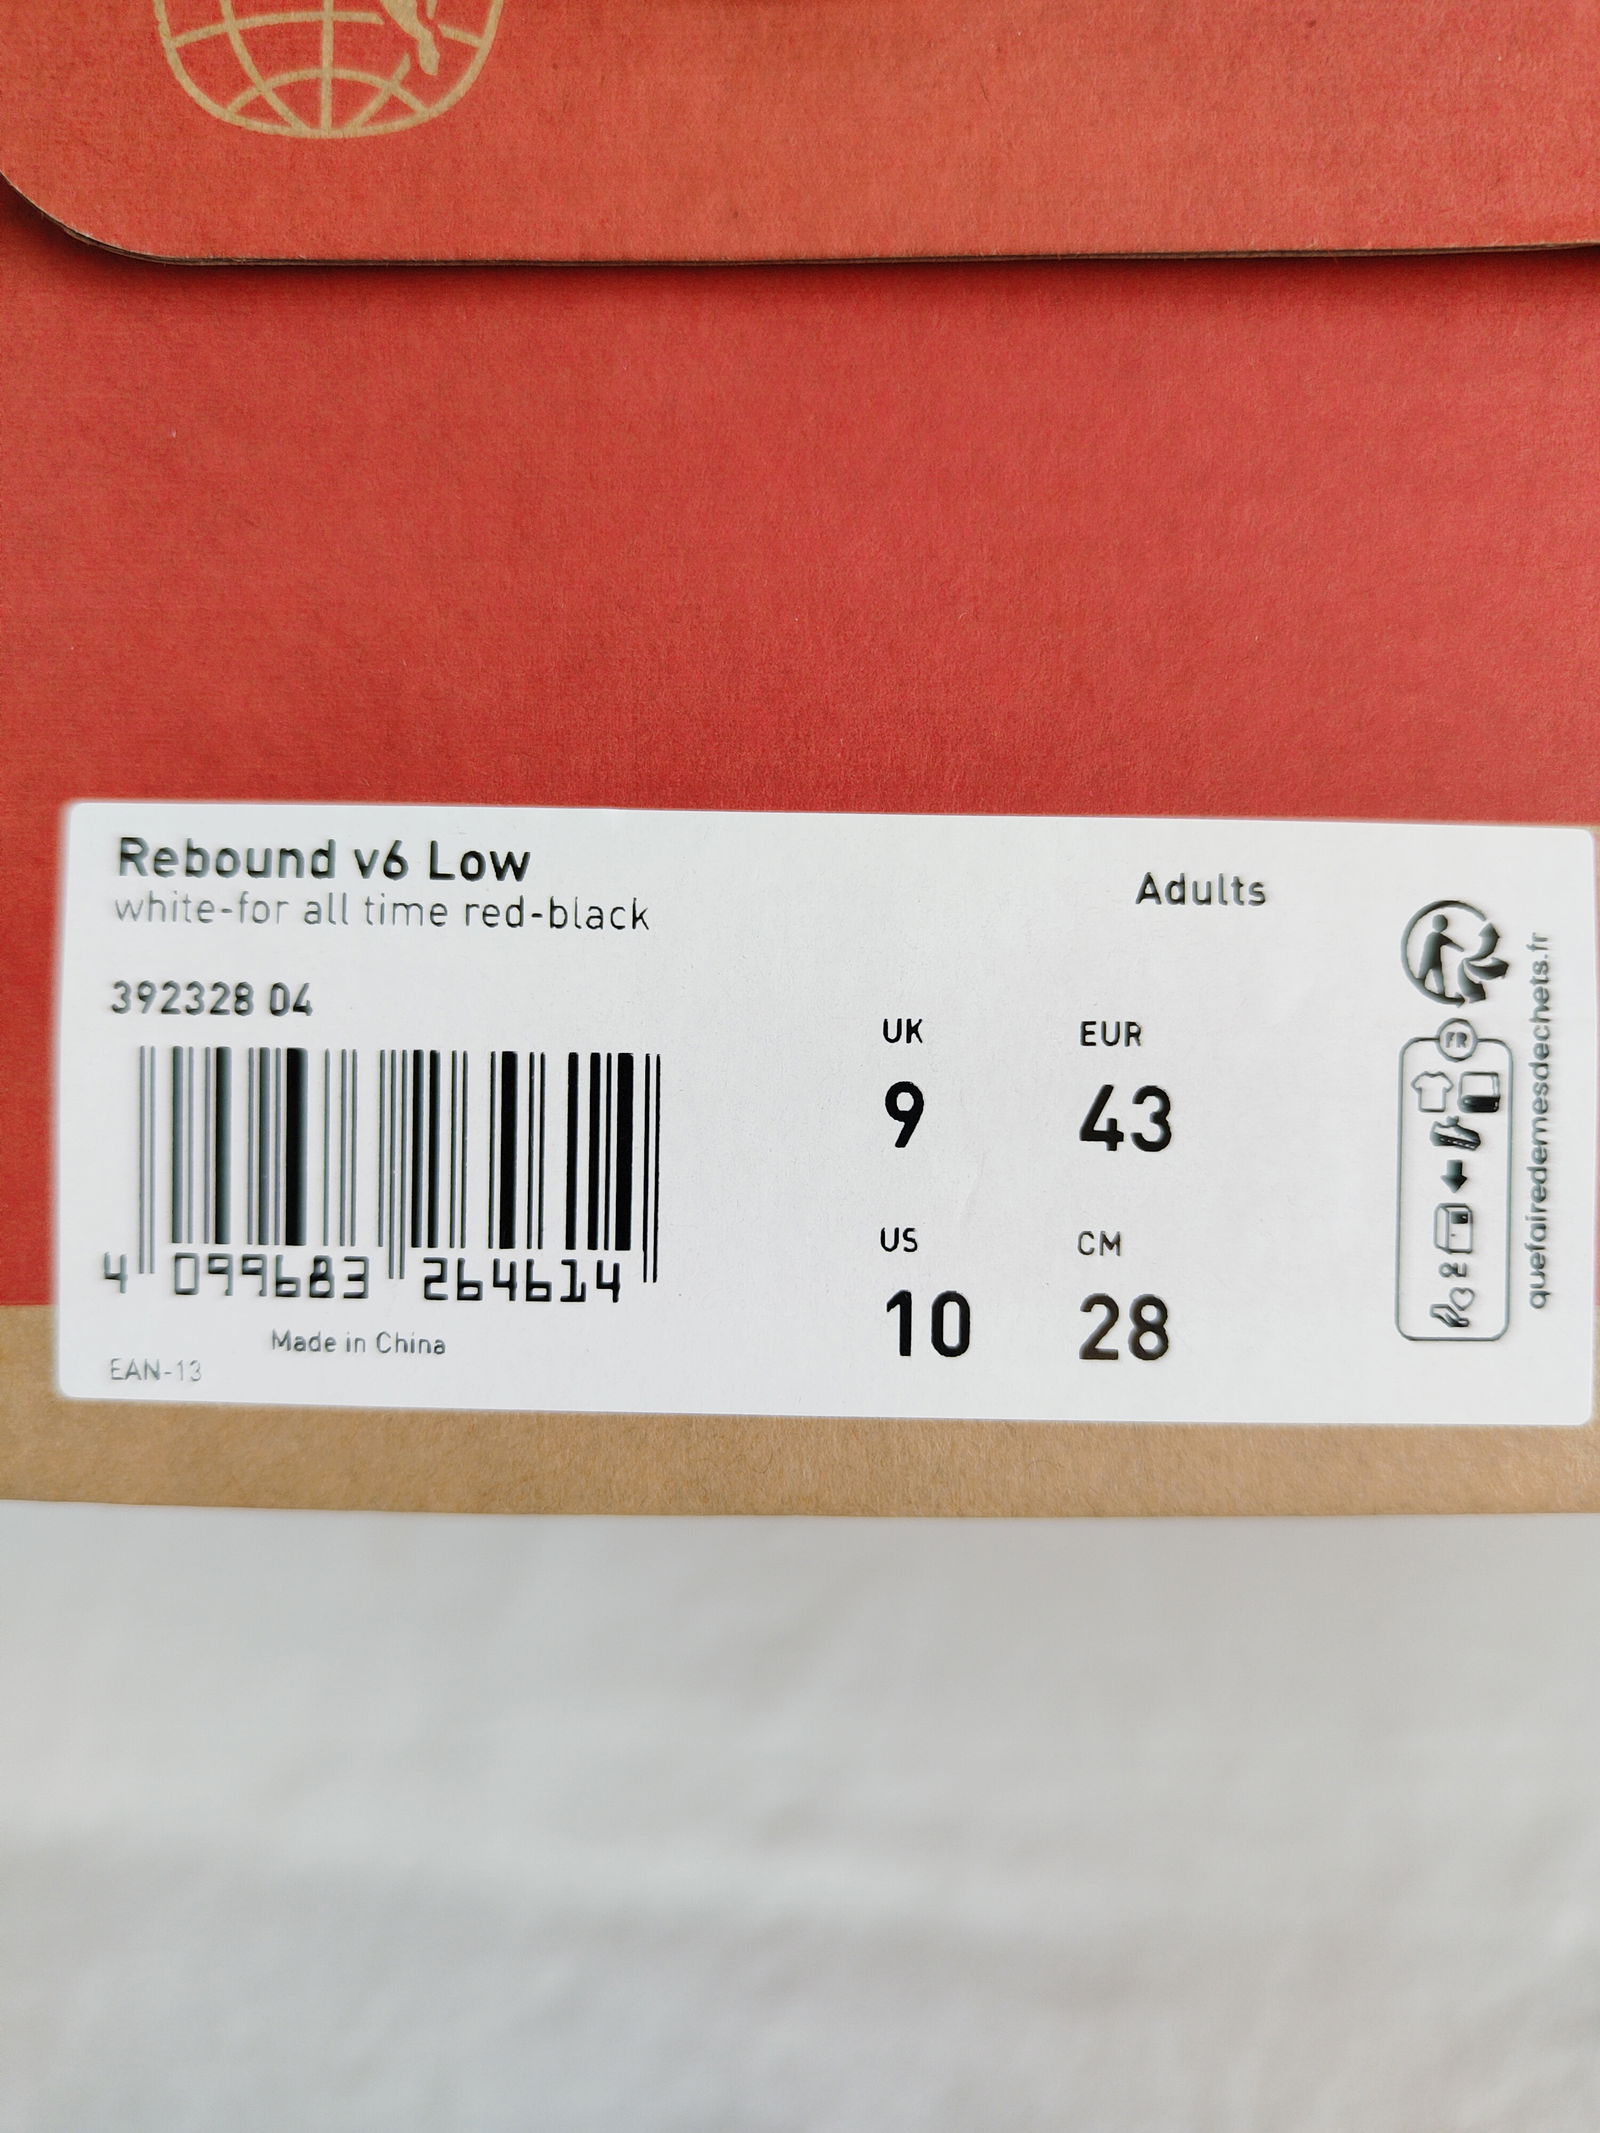 Rebound v6 Low
white-for all time red-black
Adults
392328 04
UK
EUR
9
43
US
CM
10
28
4 099683 264614
Made in China
EAN-13
FR
quefairedemesdechets.fr